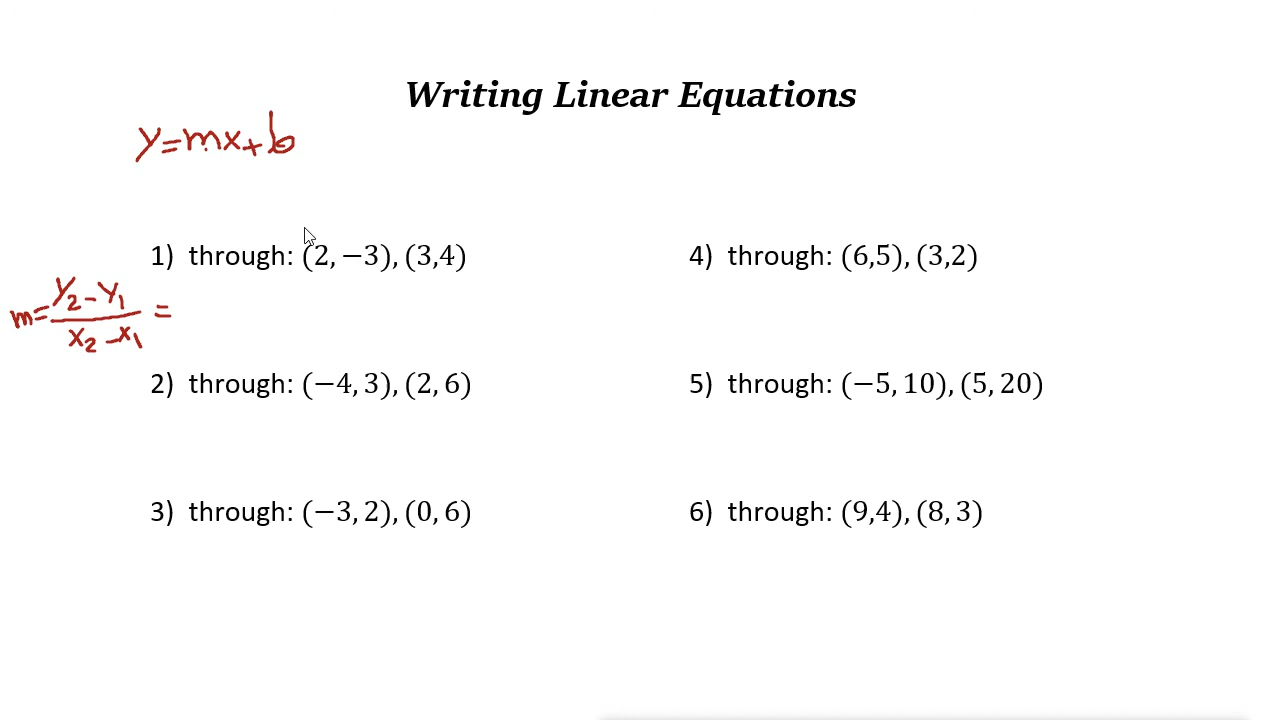 Writing Linear Equations
y=mx+b
1) through: (2, −3), (3,4)
m = y₂ − y₁ / x₂ − x₁ =
2) through: (−4, 3), (2, 6)
3) through: (−3, 2), (0, 6)
4) through: (6,5), (3,2)
5) through: (−5, 10), (5, 20)
6) through: (9,4), (8, 3)